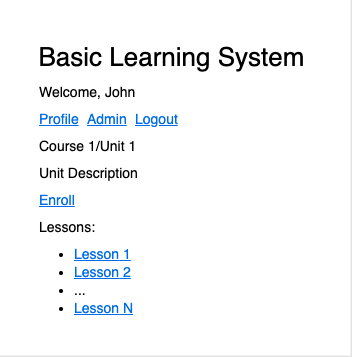 Basic Learning System
Welcome, John
Profile Admin Logout
Course 1/Unit 1
Unit Description
Enroll
Lessons:
• Lesson 1
• Lesson 2
• ...
• Lesson N